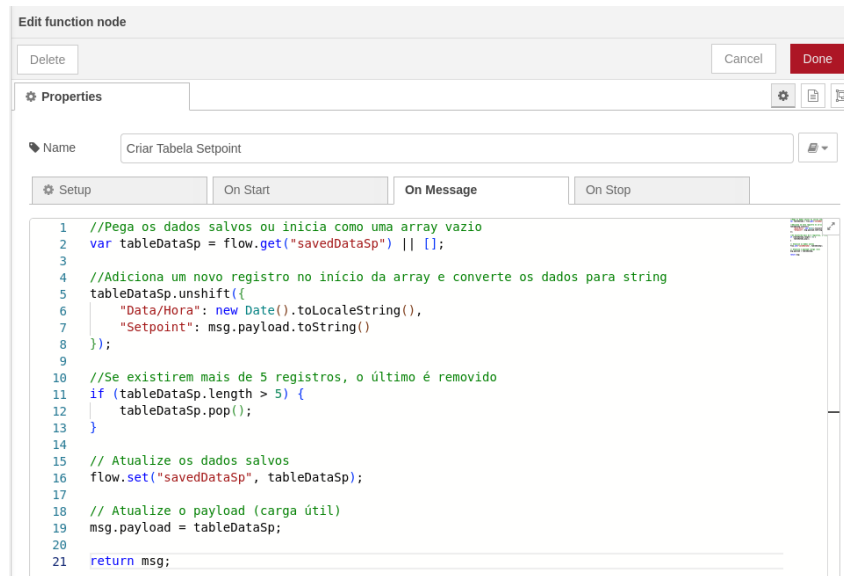 Edit function node
Delete
Cancel
Done
Properties
Name
Criar Tabela Setpoint
Setup
On Start
On Message
On Stop
1 //Pega os dados salvos ou inicia como uma array vazio
2 var tableDataSp = flow.get("savedDataSp") || [];
3
4 //Adiciona um novo registro no início da array e converte os dados para string
5 tableDataSp.unshift({
6 "Data/Hora": new Date().toLocaleString(),
7 "Setpoint": msg.payload.toString()
8 });
9
10 //Se existirem mais de 5 registros, o último é removido
11 if (tableDataSp.length > 5) {
12 tableDataSp.pop();
13 }
14
15 // Atualize os dados salvos
16 flow.set("savedDataSp", tableDataSp);
17
18 // Atualize o payload (carga útil)
19 msg.payload = tableDataSp;
20
21 return msg;